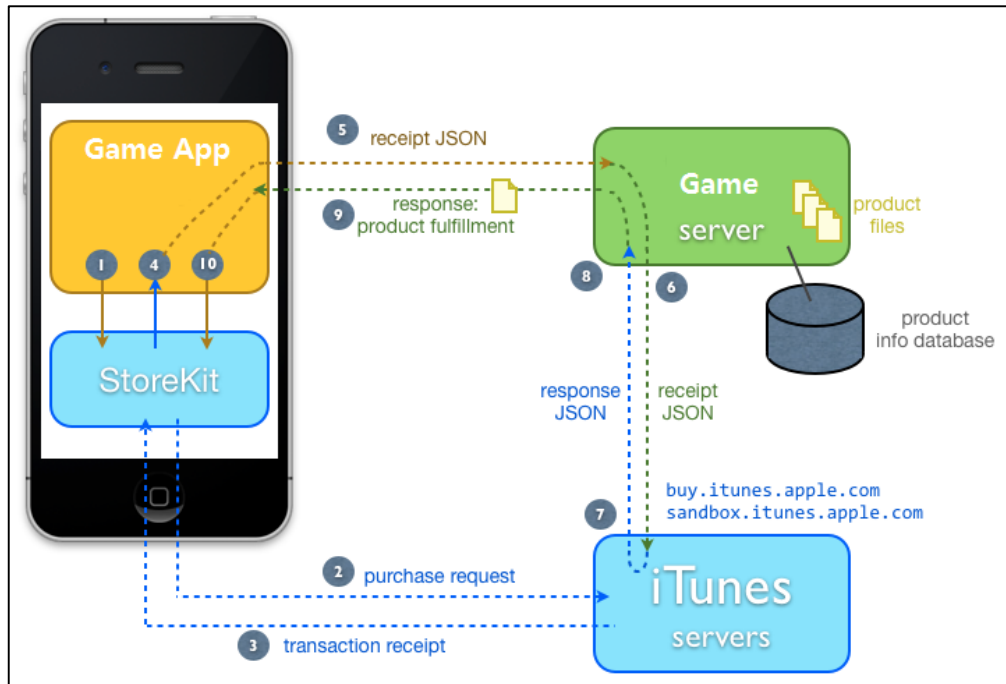 5
receipt JSON
Game App
9
response:
product fulfillment
Game
server
product
files
1
4
10
8
6
StoreKit
product
info database
response
JSON
receipt
JSON
buy.itunes.apple.com
sandbox.itunes.apple.com
7
2
purchase request
iTunes
servers
3
transaction receipt